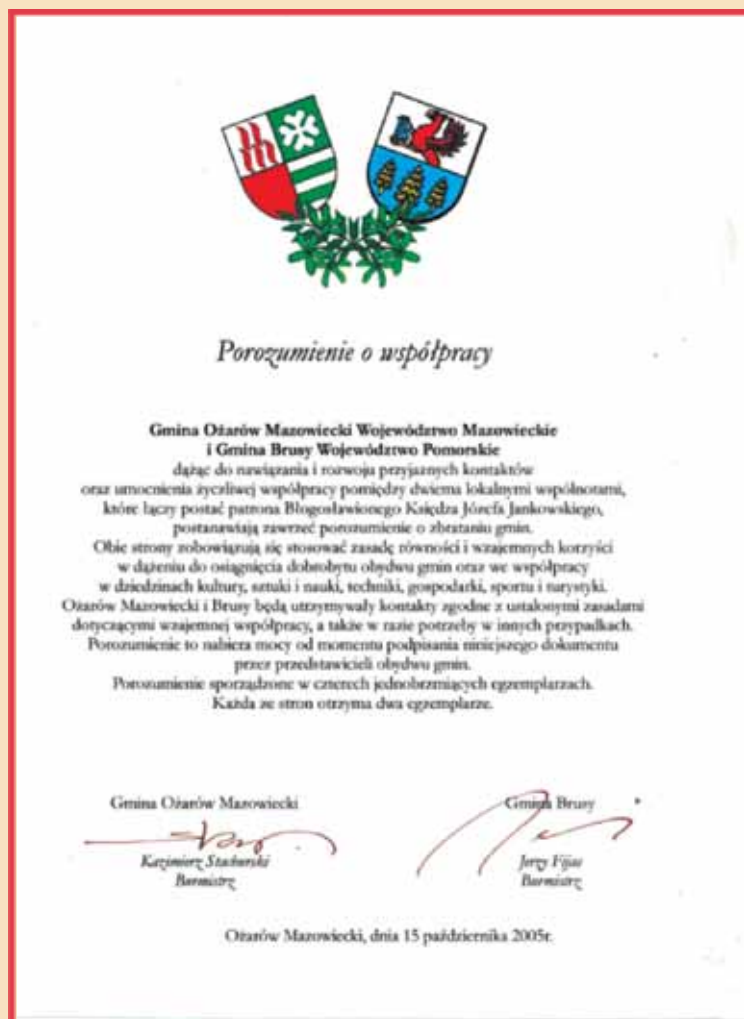 Porozumienie o współpracy
Gmina Ożarów Mazowiecki Województwo Mazowieckie
i Gmina Brusy Województwo Pomorskie
dążąc do nawiązania i rozwoju przyjaznych kontaktów
oraz umocnienia życzliwej współpracy pomiędzy dwiema lokalnymi wspólnotami,
które łączy postać patrona Błogosławionego Księdza Józefa Jankowskiego,
postanawiają zawrzeć porozumienie o zbrataniu gmin.
Obie strony zobowiązują się stosować zasadę równości i wzajemnych korzyści
w dążeniu do osiągnięcia dobrobytu obydwu gmin oraz we współpracy
w dziedzinach kultury, sztuki i nauki, techniki, gospodarki, sportu i turystyki.
Ożarów Mazowiecki i Brusy będą utrzymywały kontakty zgodne z ustalonymi zasadami
dotyczącymi wzajemnej współpracy, a także w razie potrzeby w innych przypadkach.
Porozumienie to nabiera mocy od momentu podpisania niniejszego dokumentu
przez przedstawicieli obydwu gmin.
Porozumienie sporządzone w czterech jednobrzmiących egzemplarzach.
Każda ze stron otrzyma dwa egzemplarze.
Gmina Ożarów Mazowiecki
Gmina Brusy
Kazimierz Stachurski
Burmistrz
Jerzy Fijas
Burmistrz
Ożarów Mazowiecki, dnia 15 października 2005r.